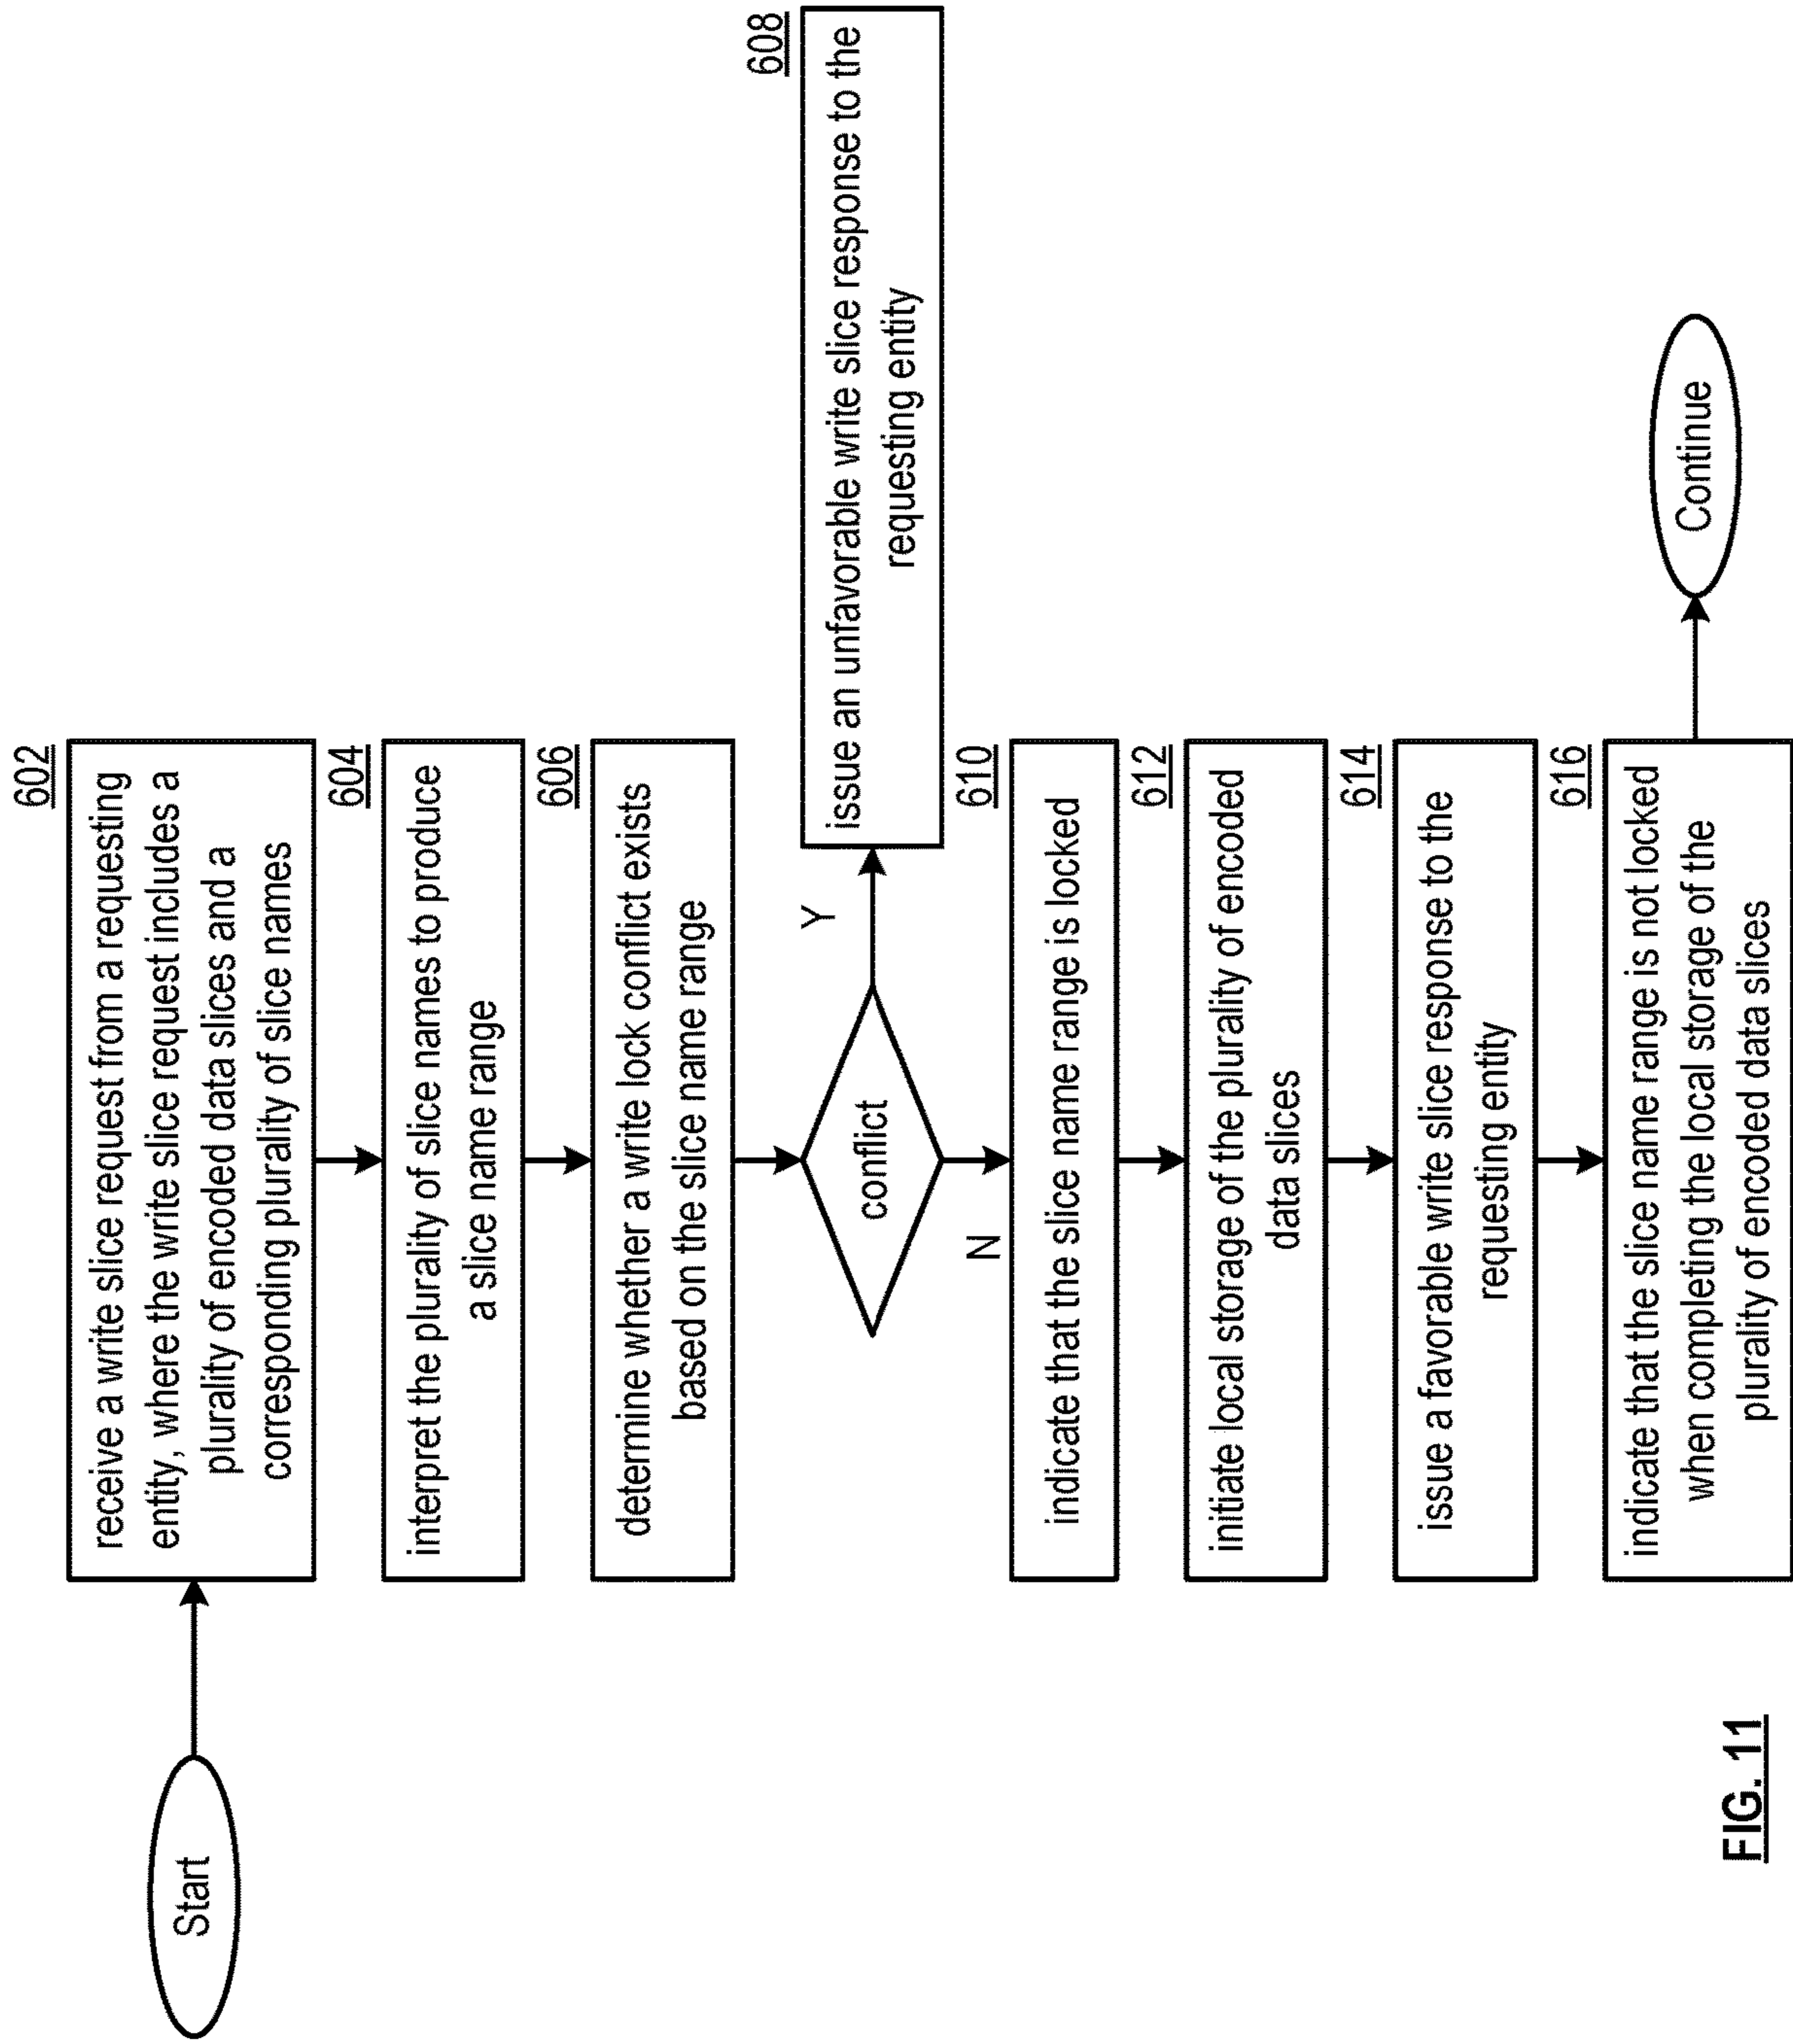 Start
602
receive a write slice request from a requesting
entity, where the write slice request includes a
plurality of encoded data slices and a
corresponding plurality of slice names
604
interpret the plurality of slice names to produce
a slice name range
606
determine whether a write lock conflict exists
based on the slice name range
conflict
Y
608
issue an unfavorable write slice response to the
requesting entity
N
610
indicate that the slice name range is locked
612
initiate local storage of the plurality of encoded
data slices
614
issue a favorable write slice response to the
requesting entity
616
indicate that the slice name range is not locked
when completing the local storage of the
plurality of encoded data slices
Continue
FIG. 11